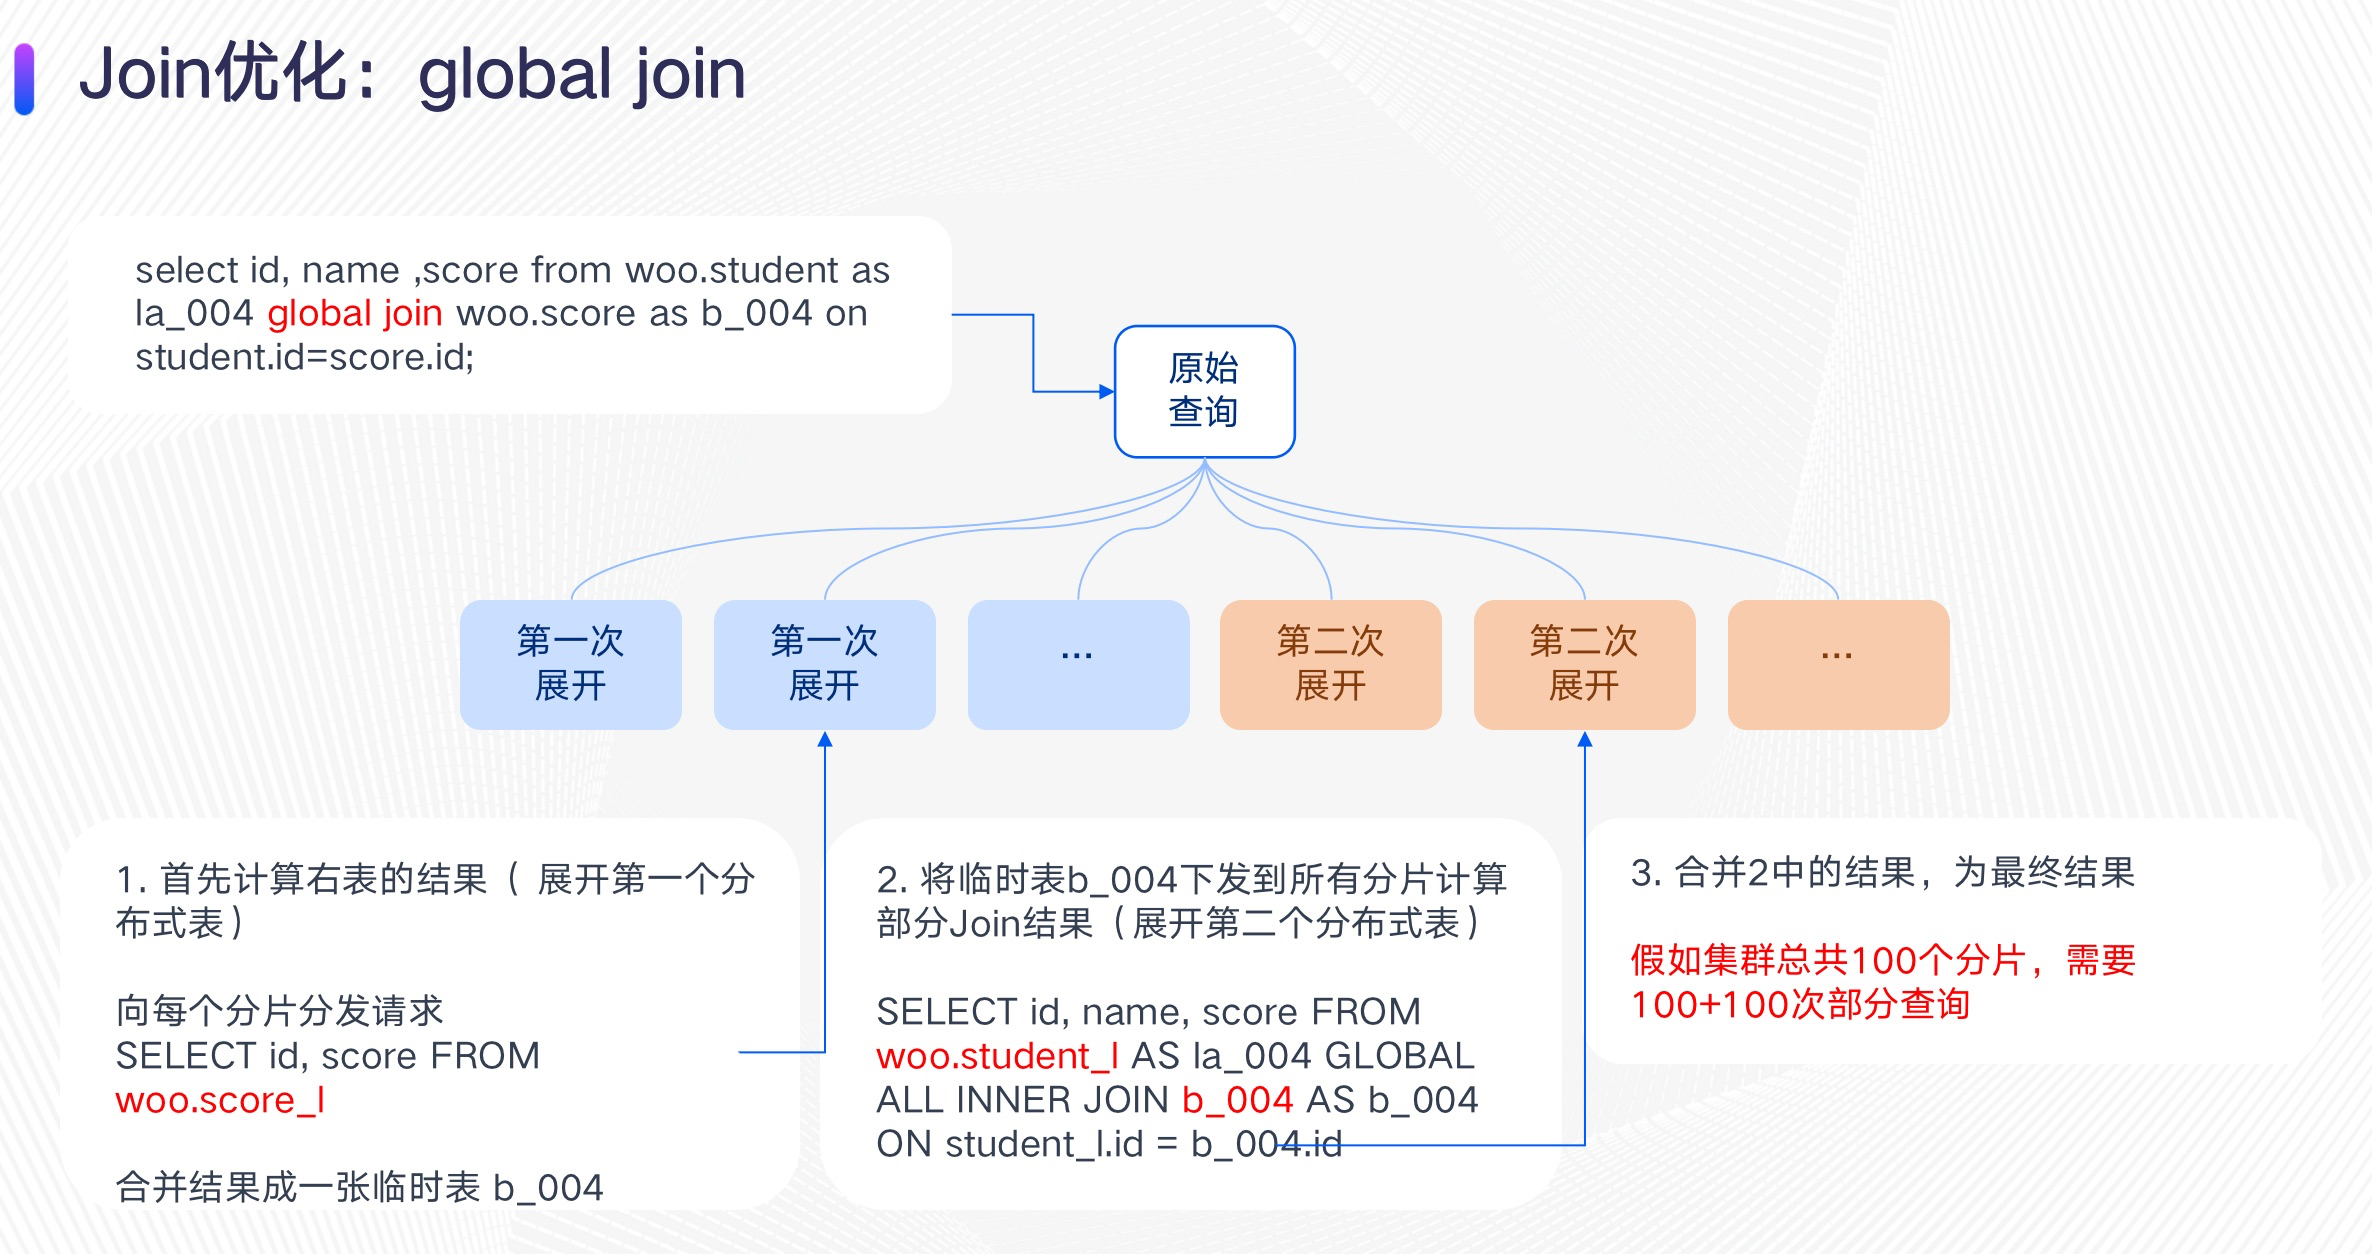 Join优化：global join
select id, name ,score from woo.student as
la_004 global join woo.score as b_004 on
student.id=score.id;
原始
查询
第一次
展开
第一次
展开
...
第二次
展开
第二次
展开
...
1. 首先计算右表的结果（ 展开第一个分
布式表）
向每个分片分发请求
SELECT id, score FROM
woo.score_l
合并结果成一张临时表 b_004
2. 将临时表b_004下发到所有分片计算
部分Join结果（展开第二个分布式表）
SELECT id, name, score FROM
woo.student_l AS la_004 GLOBAL
ALL INNER JOIN b_004 AS b_004
ON student_l.id = b_004.id
3. 合并2中的结果，为最终结果
假如集群总共100个分片，需要
100+100次部分查询